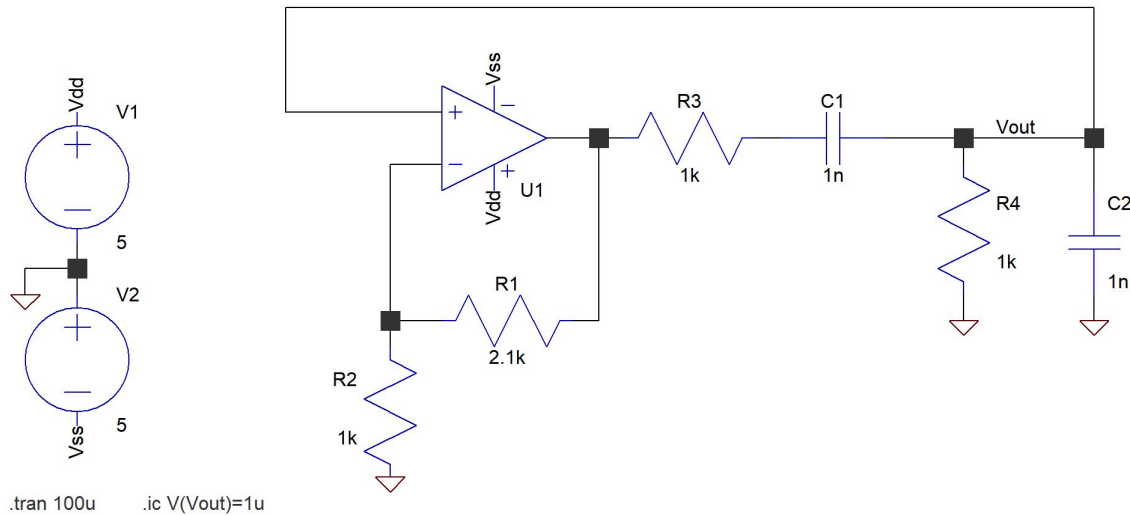 Vdd
V1
5
V2
5
Vss
Vss
+
−
+
−
Vdd
U1
R3
1k
C1
1n
Vout
R4
1k
C2
1n
R1
2.1k
R2
1k
.tran 100u
.ic V(Vout)=1u